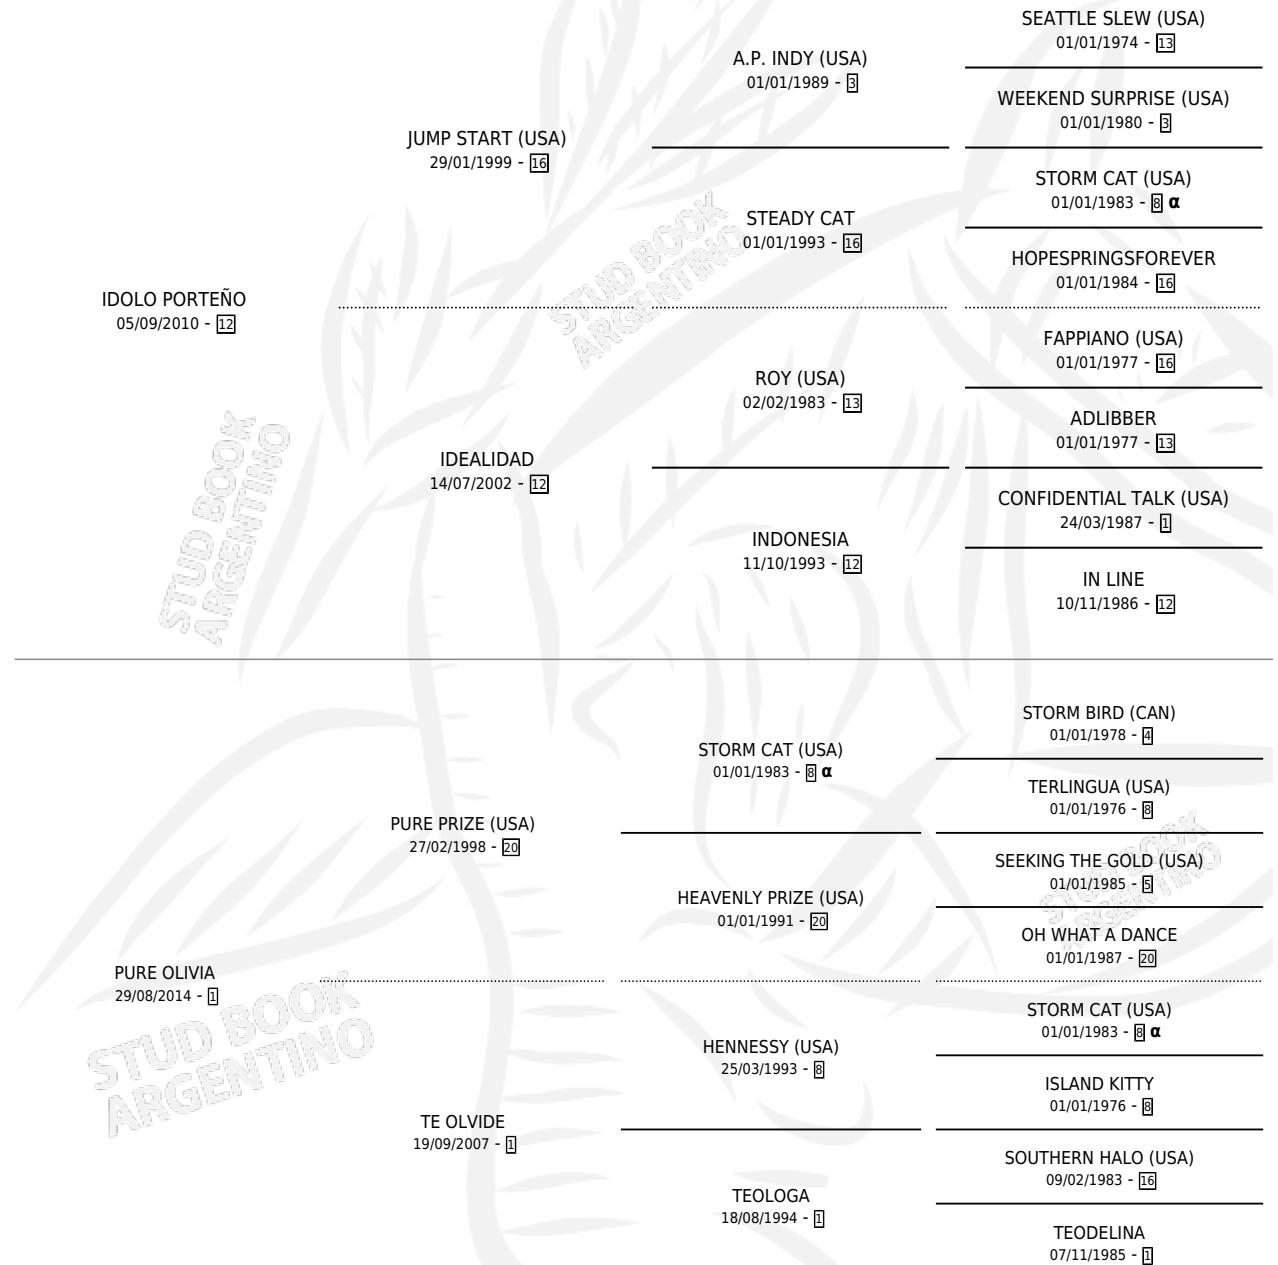 SEATTLE SLEW (USA)
01/01/1974 - 13
A.P. INDY (USA)
01/01/1989 - 3
WEEKEND SURPRISE (USA)
01/01/1980 - 3
JUMP START (USA)
29/01/1999 - 16
STORM CAT (USA)
01/01/1983 - 8 α
STEADY CAT
01/01/1993 - 16
HOPESPRINGSFOREVER
01/01/1984 - 16
IDOLO PORTEÑO
05/09/2010 - 12
FAPPIANO (USA)
01/01/1977 - 16
ROY (USA)
02/02/1983 - 13
ADLIBBER
01/01/1977 - 13
IDEALIDAD
14/07/2002 - 12
CONFIDENTIAL TALK (USA)
24/03/1987 - 1
INDONESIA
11/10/1993 - 12
IN LINE
10/11/1986 - 12
STORM BIRD (CAN)
01/01/1978 - 4
STORM CAT (USA)
01/01/1983 - 8 α
TERLINGUA (USA)
01/01/1976 - 8
PURE PRIZE (USA)
27/02/1998 - 20
SEEKING THE GOLD (USA)
01/01/1985 - 5
HEAVENLY PRIZE (USA)
01/01/1991 - 20
OH WHAT A DANCE
01/01/1987 - 20
PURE OLIVIA
29/08/2014 - 1
STORM CAT (USA)
01/01/1983 - 8 α
HENNESSY (USA)
25/03/1993 - 8
ISLAND KITTY
01/01/1976 - 8
TE OLVIDE
19/09/2007 - 1
SOUTHERN HALO (USA)
09/02/1983 - 16
TEOLOGA
18/08/1994 - 1
TEODELINA
07/11/1985 - 1
STUD BOOK
ARGENTINO
STUD BOOK
ARGENTINO
STUD BOOK
ARGENTINO
STUD BOOK
ARGENTINO